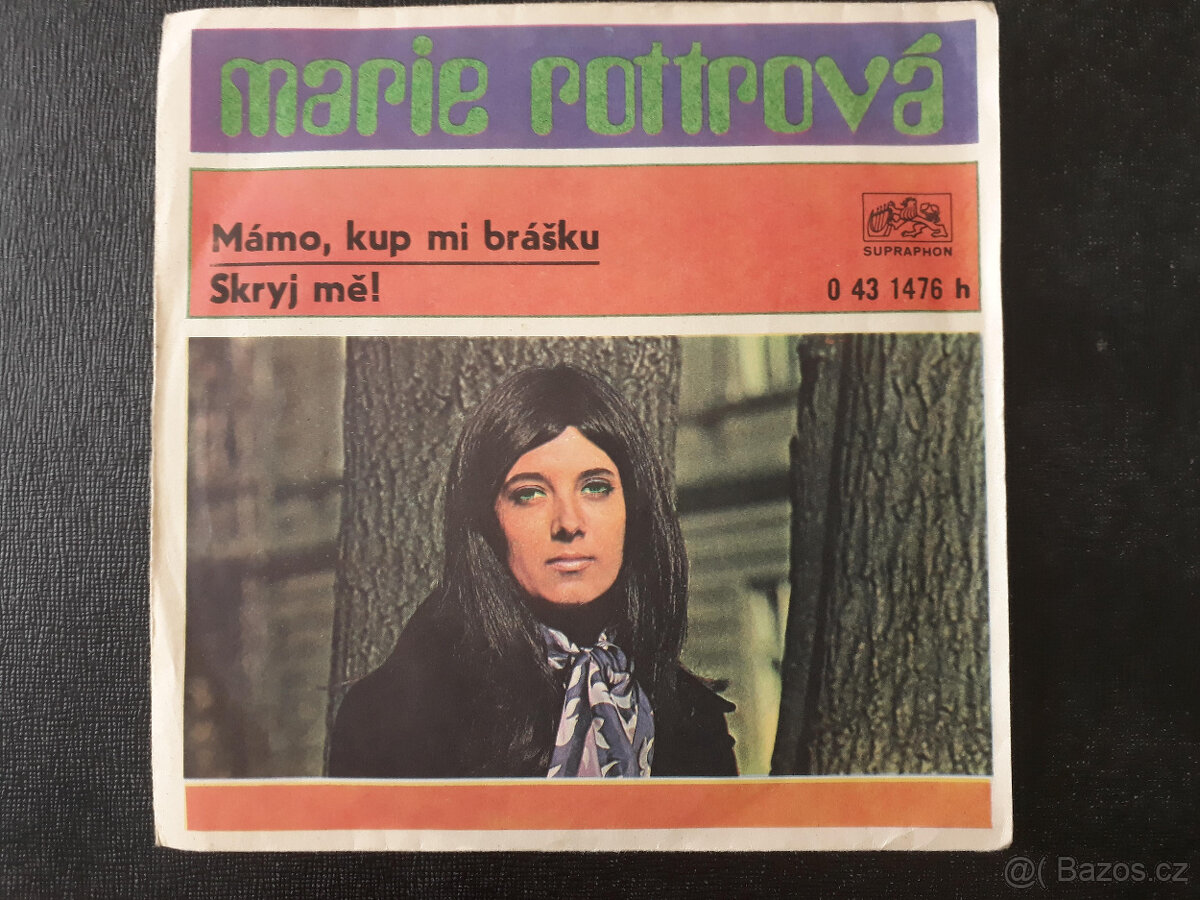 marie rottrová
Mámo, kup mi brášku
Skryj mě!
SUPRAPHON
0 43 1476 h
@( Bazos.cz